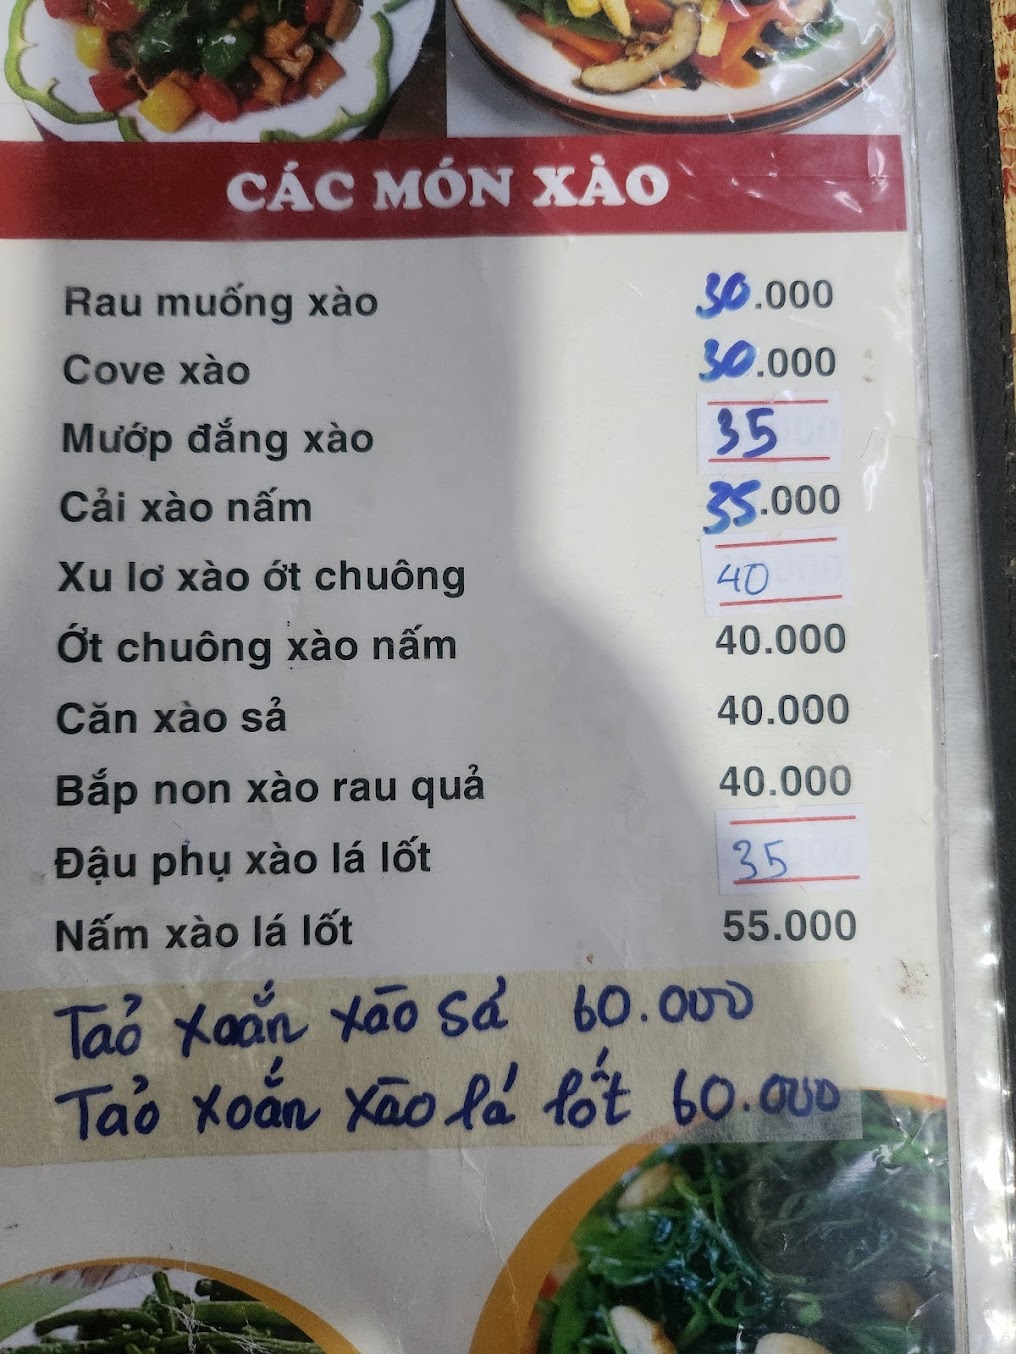 CÁC MÓN XÀO
Rau muống xào 30.000
Cove xào 30.000
Mướp đắng xào 35
Cải xào nấm 35.000
Xu lơ xào ớt chuông 40
Ớt chuông xào nấm 40.000
Căn xào sả 40.000
Bắp non xào rau quả 40.000
Đậu phụ xào lá lốt 35
Nấm xào lá lốt 55.000
Tảo xoắn xào sả 60.000
Tảo xoắn xào lá lốt 60.000